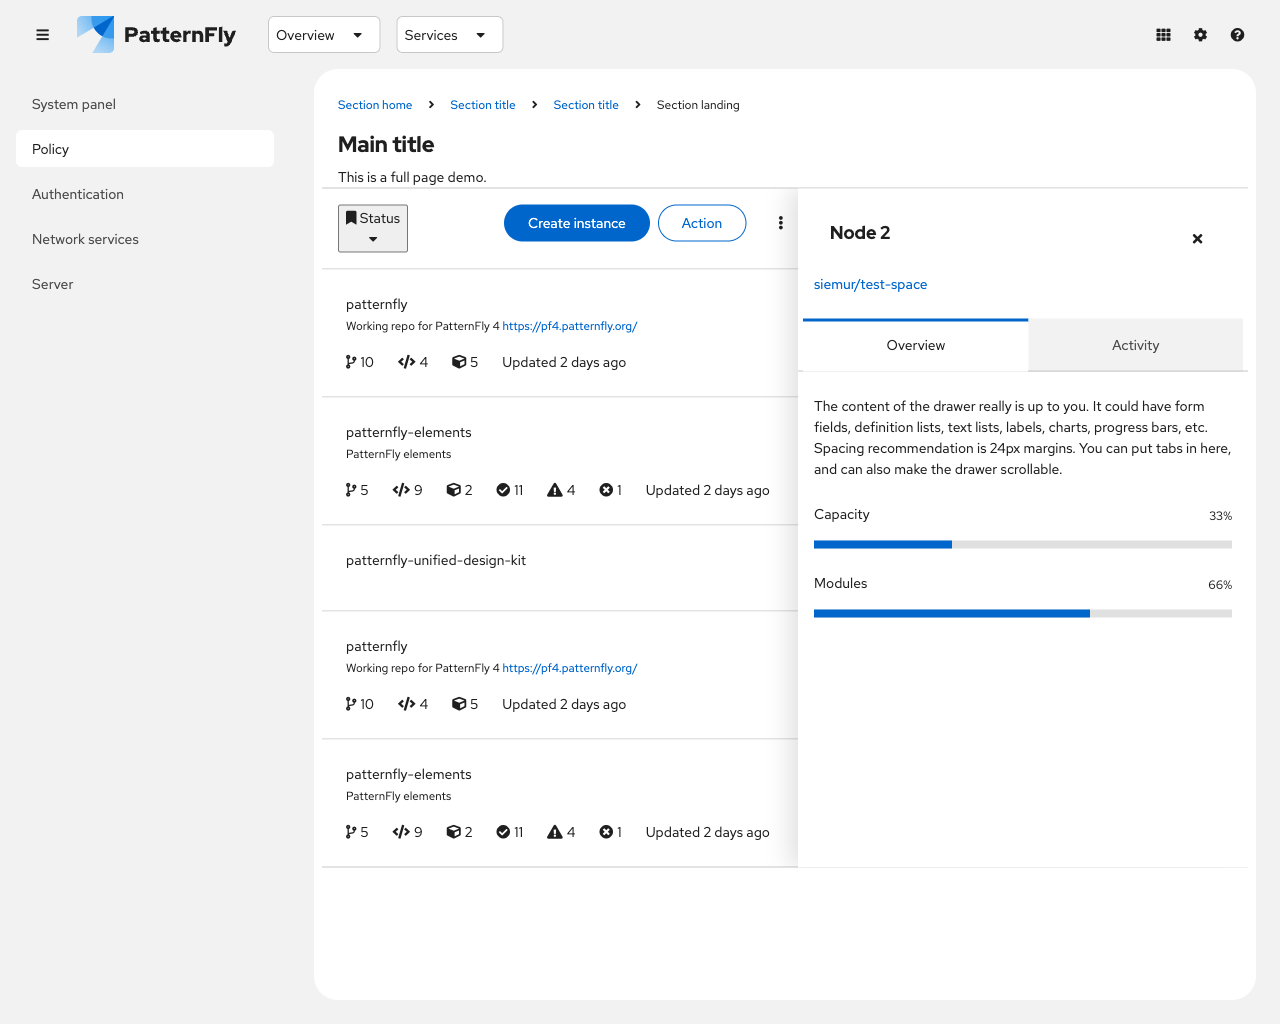 PatternFly
Overview
Services
System panel
Policy
Authentication
Network services
Server
Section home
Section title
Section title
Section landing
Main title
This is a full page demo.
Status
Create instance
Action
patternfly
Working repo for PatternFly 4 https://pf4.patternfly.org/
10 4 5 Updated 2 days ago
patternfly-elements
PatternFly elements
5 9 2 11 4 1 Updated 2 days ago
patternfly-unified-design-kit
patternfly
Working repo for PatternFly 4 https://pf4.patternfly.org/
10 4 5 Updated 2 days ago
patternfly-elements
PatternFly elements
5 9 2 11 4 1 Updated 2 days ago
Node 2
siemur/test-space
Overview
Activity
The content of the drawer really is up to you. It could have form
fields, definition lists, text lists, labels, charts, progress bars, etc.
Spacing recommendation is 24px margins. You can put tabs in here,
and can also make the drawer scrollable.
Capacity
33%
Modules
66%